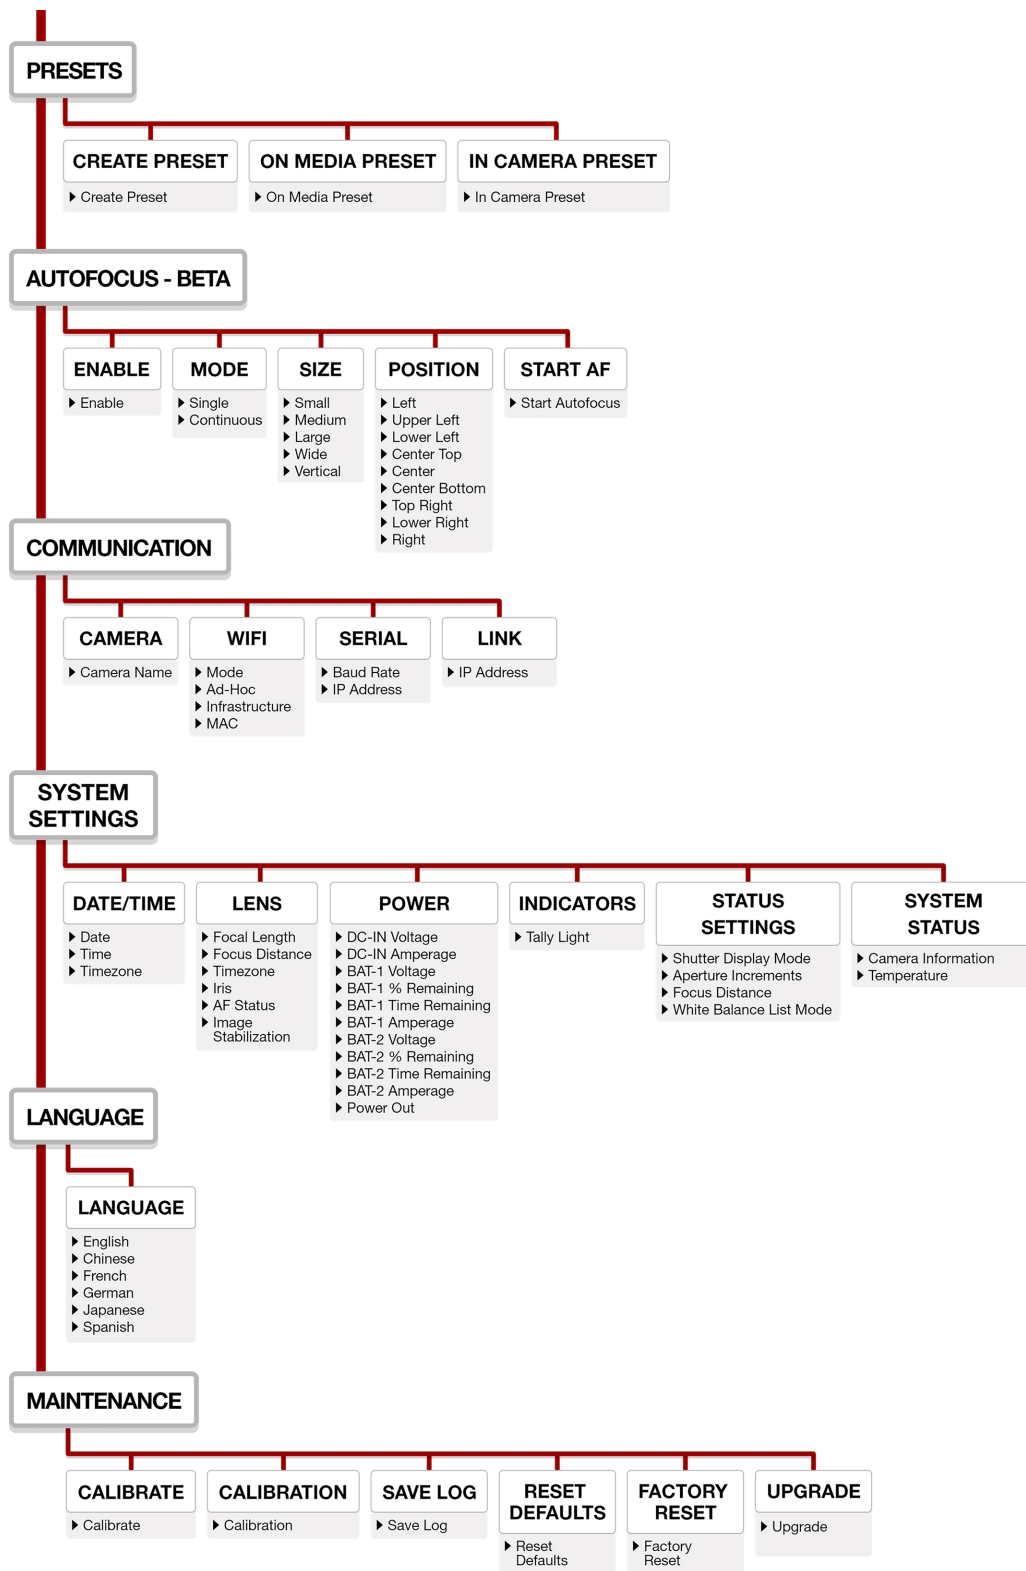 PRESETS
CREATE PRESET
Create Preset
ON MEDIA PRESET
On Media Preset
IN CAMERA PRESET
In Camera Preset
AUTOFOCUS - BETA
ENABLE
Enable
MODE
Single
Continuous
SIZE
Small
Medium
Large
Wide
Vertical
POSITION
Left
Upper Left
Lower Left
Center Top
Center
Center Bottom
Top Right
Lower Right
Right
START AF
Start Autofocus
COMMUNICATION
CAMERA
Camera Name
WIFI
Mode
Ad-Hoc
Infrastructure
MAC
SERIAL
Baud Rate
IP Address
LINK
IP Address
SYSTEM
SETTINGS
DATE/TIME
Date
Time
Timezone
LENS
Focal Length
Focus Distance
Timezone
Iris
AF Status
Image
Stabilization
POWER
DC-IN Voltage
DC-IN Amperage
BAT-1 Voltage
BAT-1 % Remaining
BAT-1 Time Remaining
BAT-1 Amperage
BAT-2 Voltage
BAT-2 % Remaining
BAT-2 Time Remaining
BAT-2 Amperage
Power Out
INDICATORS
Tally Light
STATUS
SETTINGS
Shutter Display Mode
Aperture Increments
Focus Distance
White Balance List Mode
SYSTEM
STATUS
Camera Information
Temperature
LANGUAGE
LANGUAGE
English
Chinese
French
German
Japanese
Spanish
MAINTENANCE
CALIBRATE
Calibrate
CALIBRATION
Calibration
SAVE LOG
Save Log
RESET
DEFAULTS
Reset
Defaults
FACTORY
RESET
Factory
Reset
UPGRADE
Upgrade